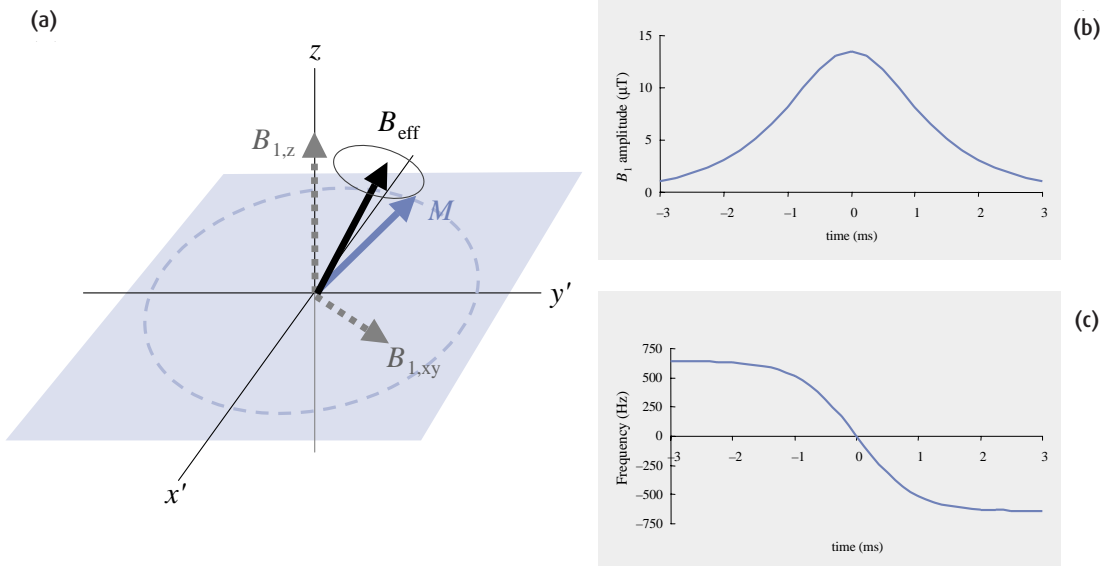 (a)
z
B1,z
Beff
M
y′
B1,xy
x′
(b)
B1 amplitude (μT)
15
10
5
0
–3 –2 –1 0 1 2 3
time (ms)
(c)
Frequency (Hz)
750
500
250
0
–3 –2 –1 0 1 2 3
–250
–500
–750
time (ms)